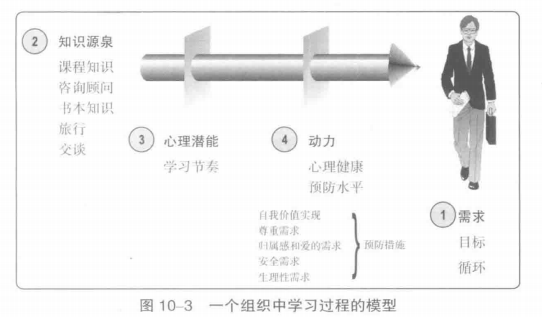 2 知识源泉
课程知识
咨询顾问
书本知识
旅行
交谈
3 心理潜能
学习节奏
4 动力
心理健康
预防水平
自我价值实现
尊重需求
归属感和爱的需求
安全需求
生理性需求
预防措施
1 需求
目标
循环
图 10-3 一个组织中学习过程的模型